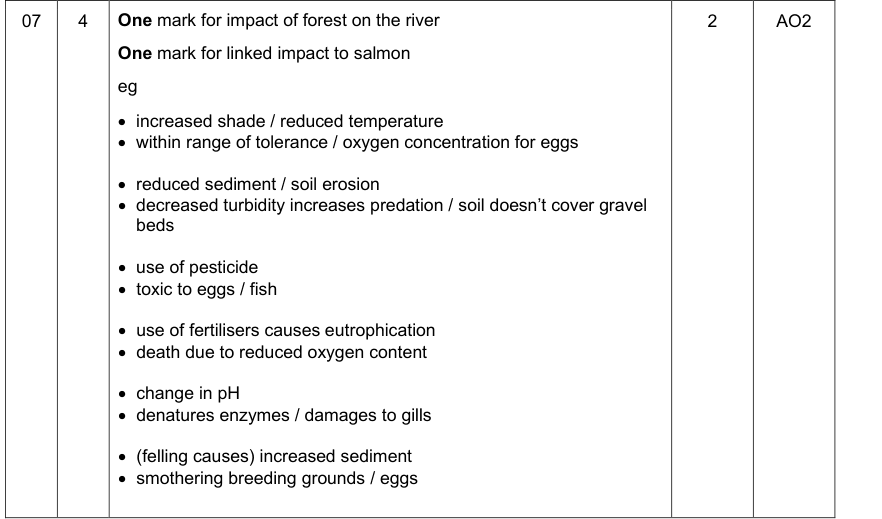 07 4 One mark for impact of forest on the river 2 AO2
One mark for linked impact to salmon
eg
• increased shade / reduced temperature
• within range of tolerance / oxygen concentration for eggs
• reduced sediment / soil erosion
• decreased turbidity increases predation / soil doesn’t cover gravel
beds
• use of pesticide
• toxic to eggs / fish
• use of fertilisers causes eutrophication
• death due to reduced oxygen content
• change in pH
• denatures enzymes / damages to gills
• (felling causes) increased sediment
• smothering breeding grounds / eggs